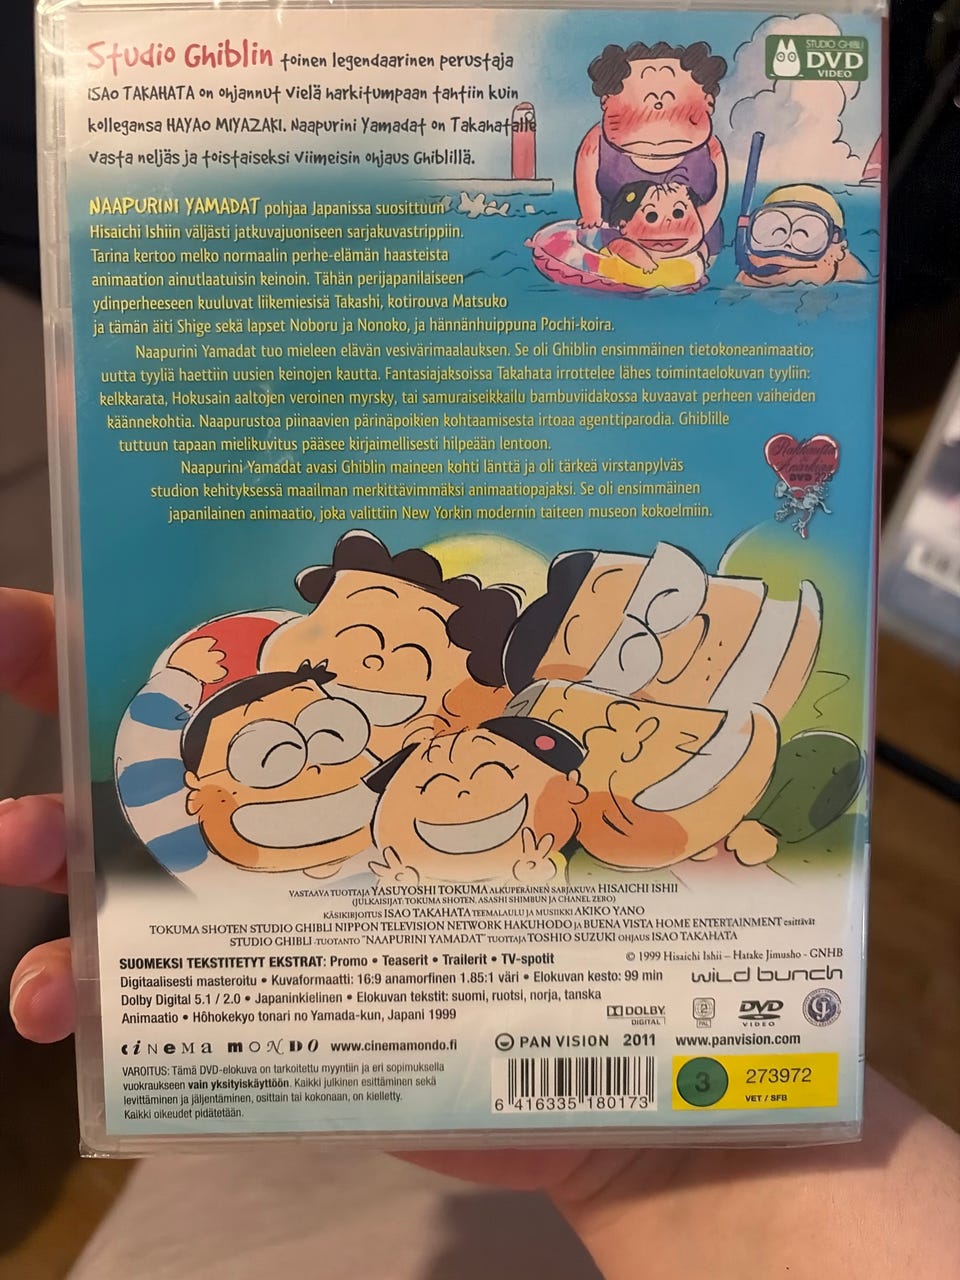 Studio Ghiblin toinen legendaarinen perustaja
ISAO TAKAHATA on ohjannut vielä harkitumpaan tahtiin kuin
kollegansa HAYAO MIYAZAKI. Naapurini Yamadat on Takahatalle
vasta neljäs ja toistaiseksi viimeisin ohjaus Ghiblillä.
STUDIO GHIBLI
DVD
VIDEO
NAAPURINI YAMADAT pohjaa Japanissa suosittuun
Hisaichi Ishiin väljästi jatkuvajuoniseen sarjakuvastrippiin.
Tarina kertoo melko normaalin perhe-elämän haasteista
animaation ainutlaatuisin keinoin. Tähän perijapanilaiseen
ydinperheeseen kuuluvat liikemiesisä Takashi, kotirouva Matsuko
ja tämän äiti Shige sekä lapset Noboru ja Nonoko, ja hännänhuippuna Pochi-koira.
Naapurini Yamadat tuo mieleen elävän vesivärimaalauksen. Se oli Ghiblin ensimmäinen tietokoneanimaatio;
uutta tyyliä haettiin uusien keinojen kautta. Fantasiajaksoissa Takahata irrottelee lähes toimintaelokuvan tyyliin:
kelkkarata, Hokusain aaltojen veroinen myrsky, tai samuraiseikkailu bambuviidakossa kuvaavat perheen vaiheiden
käännekohtia. Naapurustoa piinaavien pärinäpoikien kohtaamisesta irtoaa agenttiparodia. Ghiblille
tuttuun tapaan mielikuvitus pääsee kirjaimellisesti hilpeään lentoon.
Naapurini Yamadat avasi Ghiblin maineen kohti länttä ja oli tärkeä virstanpylväs
studion kehityksessä maailman merkittävimmäksi animaatiopajaksi. Se oli ensimmäinen
japanilainen animaatio, joka valittiin New Yorkin modernin taiteen museon kokoelmiin.
Rakkautta
& Anarkiaa
DVD 225
VASTAAVA TUOTTAJA YASUYOSHI TOKUMA ALKUPERÄINEN SARJAKUVA HISAICHI ISHII
(JULKAISIJAT: TOKUMA SHOTEN, ASASHI SHIMBUN JA CHANEL ZERO)
KÄSIKIRJOITUS ISAO TAKAHATA TEEMALAULU JA MUSIIKKI AKIKO YANO
TOKUMA SHOTEN STUDIO GHIBLI NIPPON TELEVISION NETWORK HAKUHODO JA BUENA VISTA HOME ENTERTAINMENT esittävät
STUDIO GHIBLI -TUOTANTO "NAAPURINI YAMADAT" TUOTTAJA TOSHIO SUZUKI OHJAUS ISAO TAKAHATA
SUOMEKSI TEKSTITETYT EKSTRAT: Promo • Teaserit • Trailerit • TV-spotit
© 1999 Hisaichi Ishii – Hatake Jimusho - GNHB
Digitaalisesti masteroitu • Kuvaformaatti: 16:9 anamorfinen 1.85:1 väri • Elokuvan kesto: 99 min
wild bunch
Dolby Digital 5.1 / 2.0 • Japaninkielinen • Elokuvan tekstit: suomi, ruotsi, norja, tanska
Animaatio • Hôhokekyo tonari no Yamada-kun, Japani 1999
DOLBY
DIGITAL
2
PAL
DVD
VIDEO
CINEMA MONDO www.cinemamondo.fi
PAN VISION 2011 www.panvision.com
VAROITUS: Tämä DVD-elokuva on tarkoitettu myyntiin ja eri sopimuksella
vuokraukseen vain yksityiskäyttöön. Kaikki julkinen esittäminen sekä
levittäminen ja jäljentäminen, osittain tai kokonaan, on kielletty.
Kaikki oikeudet pidätetään.
6 416335 180173
3
273972
VET / SFB